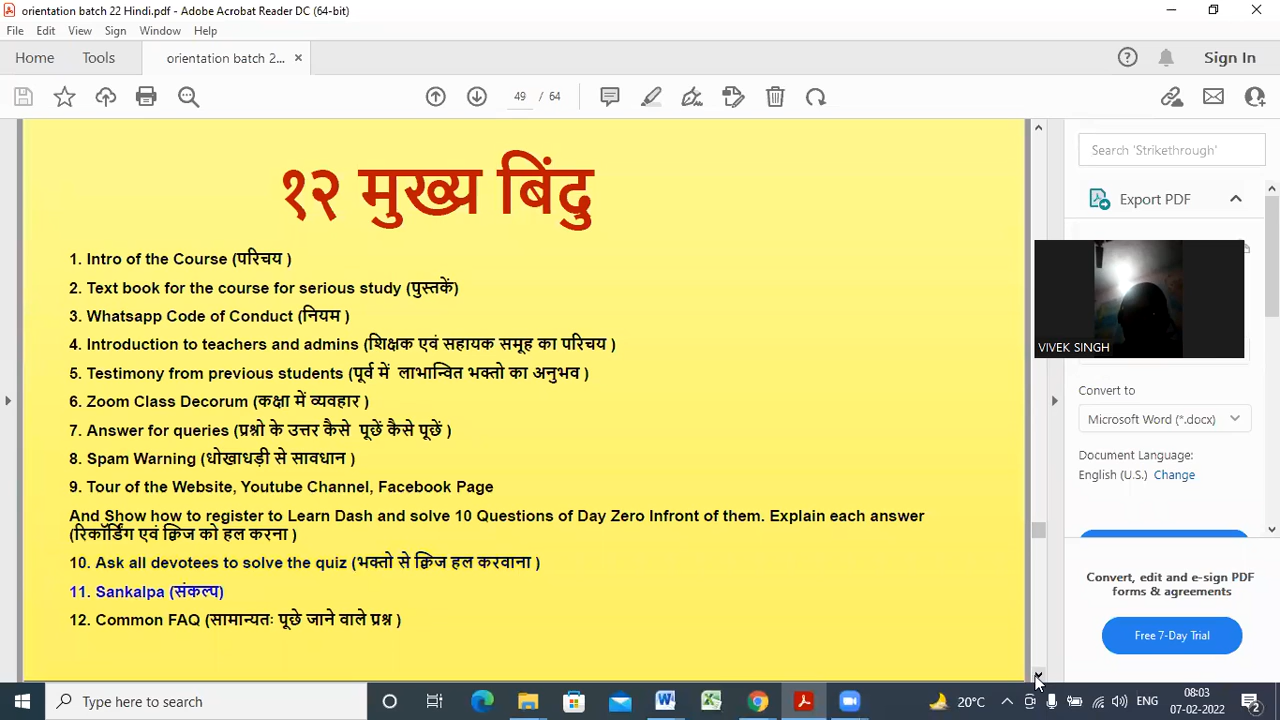 orientation batch 22 Hindi.pdf - Adobe Acrobat Reader DC (64-bit)
File Edit View Sign Window Help
Home Tools orientation batch 2... × Sign In
49 / 64
१२ मुख्य बिंदु
1. Intro of the Course (परिचय )
2. Text book for the course for serious study (पुस्तकें)
3. Whatsapp Code of Conduct (नियम )
4. Introduction to teachers and admins (शिक्षक एवं सहायक समूह का परिचय )
5. Testimony from previous students (पूर्व में लाभान्वित भक्तो का अनुभव )
6. Zoom Class Decorum (कक्षा में व्यवहार )
7. Answer for queries (प्रश्नो के उत्तर कैसे पूछें कैसे पूछें )
8. Spam Warning (धोखाधड़ी से सावधान )
9. Tour of the Website, Youtube Channel, Facebook Page
And Show how to register to Learn Dash and solve 10 Questions of Day Zero Infront of them. Explain each answer
(रिकॉर्डिंग एवं क्विज को हल करना )
10. Ask all devotees to solve the quiz (भक्तो से क्विज हल करवाना )
11. Sankalpa (संकल्प)
12. Common FAQ (सामान्यतः पूछे जाने वाले प्रश्न )
Search 'Strikethrough'
Export PDF
VIVEK SINGH
Convert to
Microsoft Word (*.docx)
Document Language:
English (U.S.) Change
Convert, edit and e-sign PDF
forms & agreements
Free 7-Day Trial
Type here to search
20°C ENG
08:03
07-02-2022
2